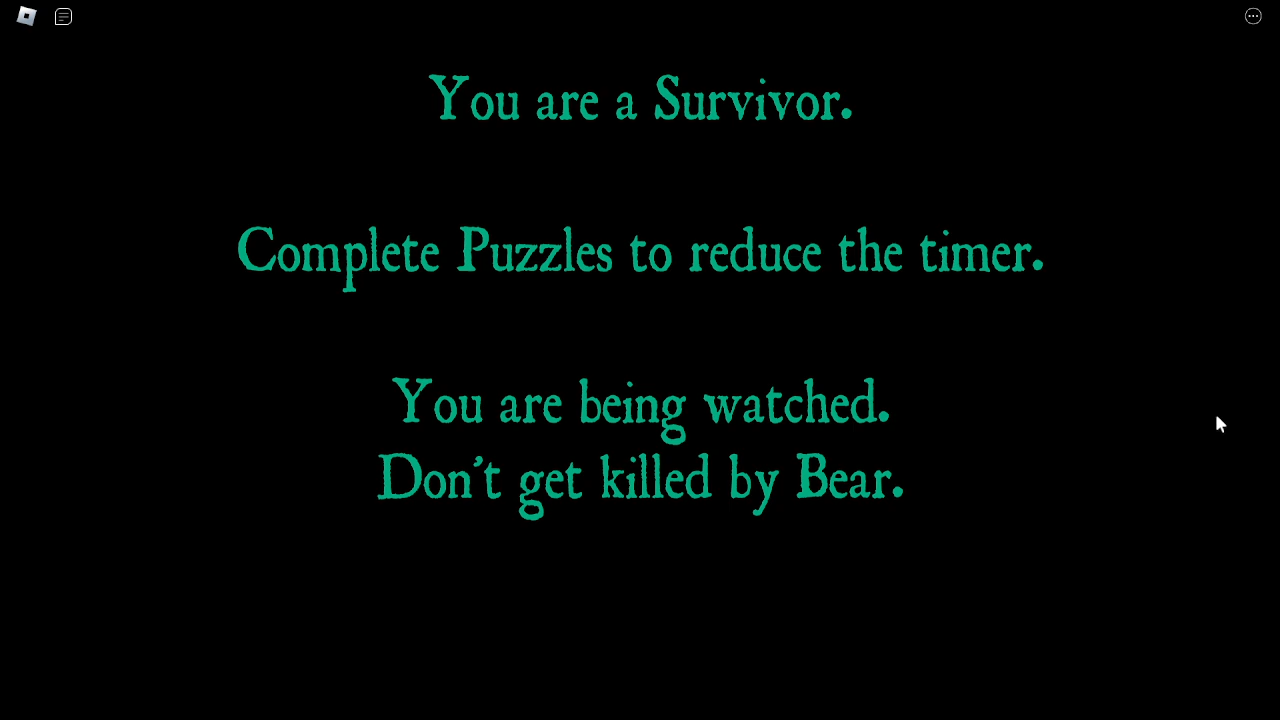 You are a Survivor.
Complete Puzzles to reduce the timer.
You are being watched.
Don't get killed by Bear.